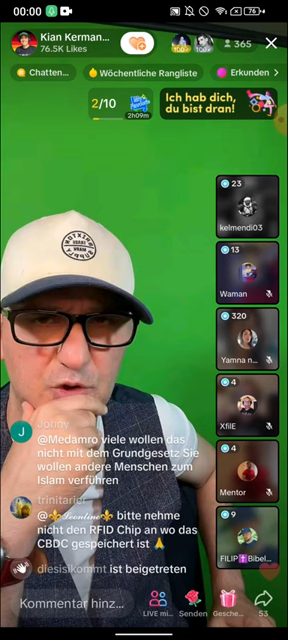 00:00
76
Kian Kerman...
76.5K Likes
100+
365
Chatten...
Wöchentliche Rangliste
Erkunden
2/10
2h09m
Ich hab dich,
du bist dran!
23
kelmendi03
13
Waman
320
Yamna n...
4
XfilE
4
Mentor
9
FILIP✝️Bibel...
J
Johny
@Medamro viele wollen das
nicht mit dem Grundgesetz Sie
wollen andere Menschen zum
Islam verführen
trinitarier
bitte nehme
nicht den RFID Chip an wo das
CBDC gespeichert ist 🙏
dieslsikommt ist beigetreten
Kommentar hinz...
LIVE mi...
Senden
Gesche...
53